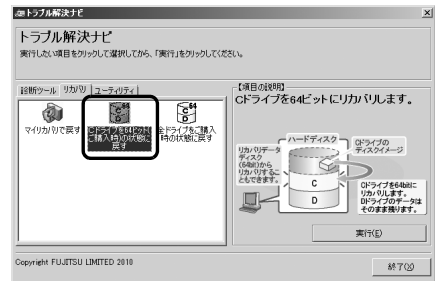 トラブル解決ナビ
トラブル解決ナビ
実行したい項目をクリックして選択してから、「実行」をクリックしてください。
診断ツール リカバリ ユーティリティ
マイリカバリで戻す
64
Cドライブを64ビット(
ご購入時)の状態に
戻す
64
全ドライブをご購入
時の状態に戻す
【項目の説明】
Cドライブを64ビットにリカバリします。
ハードディスク
Cドライブの
ディスクイメージ
リカバリデータ
ディスク
(64bit)から
リカバリするこ
ともできます。
C
D
Cドライブを64bitに
リカバリします。
Dドライブのデータは
そのまま残ります。
実行(E)
Copyright FUJITSU LIMITED 2010
終了(X)